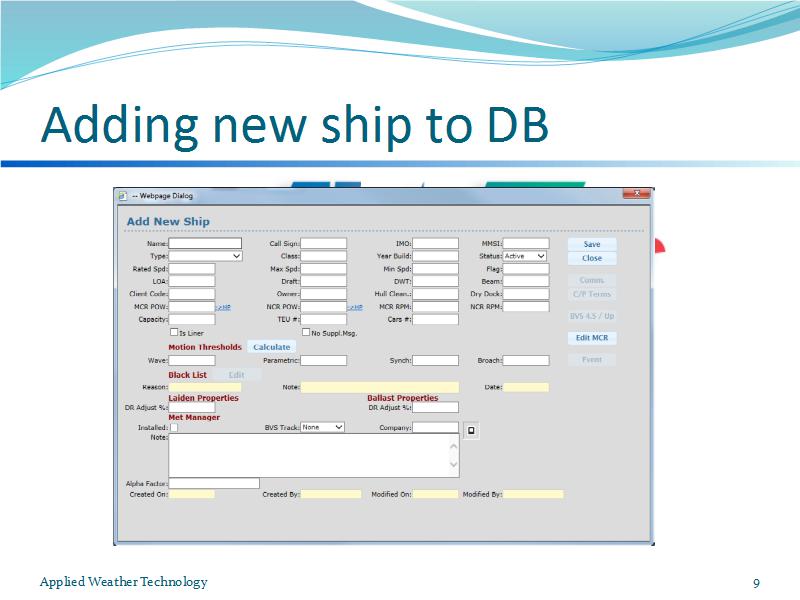 Adding new ship to DB
-- Webpage Dialog
Add New Ship
Name: Call Sign: IMO: MMSI: Save
Type: Class: Year Build: Status: Active Close
Rated Spd: Max Spd: Min Spd: Flag:
LOA: Draft: DWT: Beam: Comm.
Client Code: Owner: Hull Clean.: Dry Dock: C/P Terms
MCR POW: ->HP NCR POW: ->HP MCR RPM: NCR RPM:
Capacity: TEU #: Cars #: BVS 4.5 / Up
Is Liner No Suppl.Msg.
Edit MCR
Motion Thresholds Calculate
Wave: Parametric: Synch: Broach: Event
Black List Edit
Reason: Note: Date:
Laiden Properties Ballast Properties
DR Adjust %: DR Adjust %:
Met Manager
Installed: BVS Track: None Company:
Note:
Alpha Factor:
Created On: Created By: Modified On: Modified By:
Applied Weather Technology 9